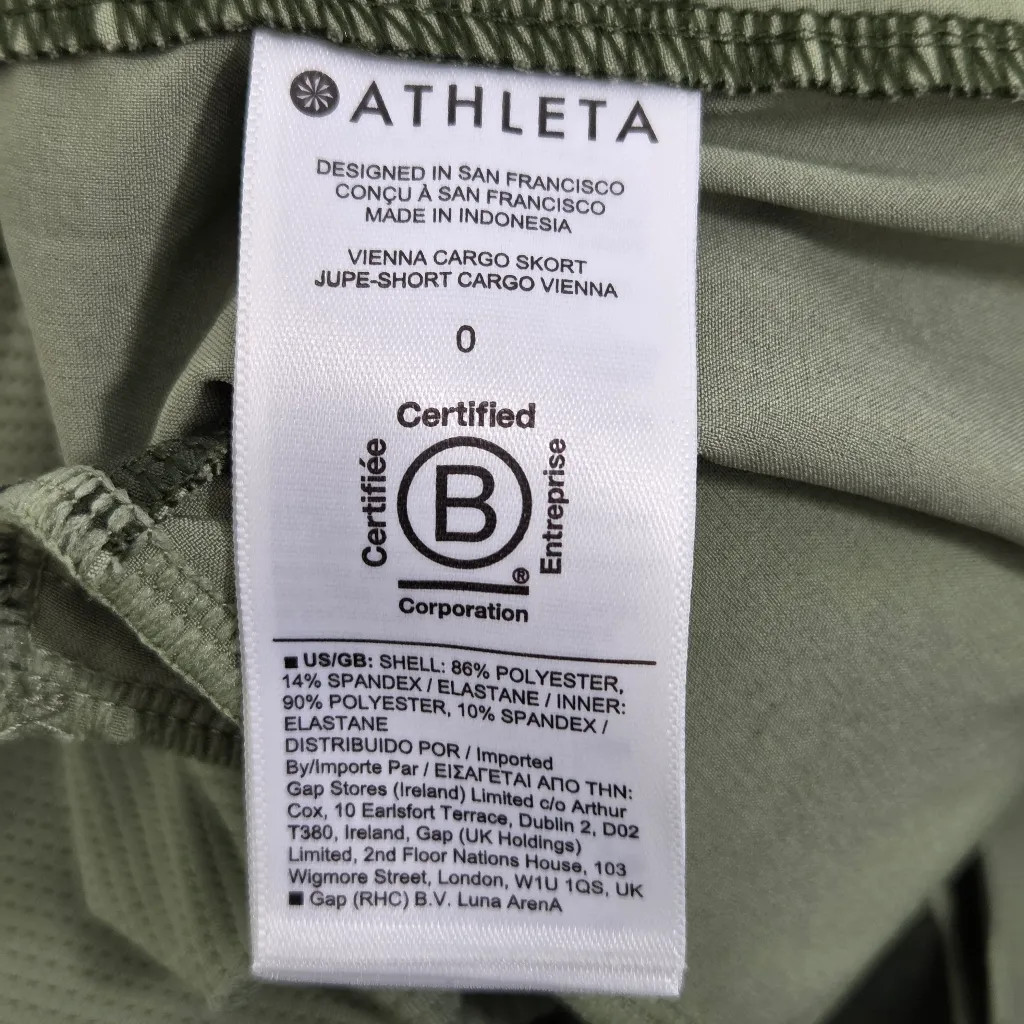 ATHLETA
DESIGNED IN SAN FRANCISCO
CONÇU À SAN FRANCISCO
MADE IN INDONESIA
VIENNA CARGO SKORT
JUPE-SHORT CARGO VIENNA
0
Certified
Certifiée
B
Entreprise
®
Corporation
■ US/GB: SHELL: 86% POLYESTER,
14% SPANDEX / ELASTANE / INNER:
90% POLYESTER, 10% SPANDEX /
ELASTANE
DISTRIBUIDO POR / Imported
By/Importe Par / ΕΙΣΑΓΕΤΑΙ ΑΠΟ ΤΗΝ:
Gap Stores (Ireland) Limited c/o Arthur
Cox, 10 Earlsfort Terrace, Dublin 2, D02
T380, Ireland, Gap (UK Holdings)
Limited, 2nd Floor Nations House, 103
Wigmore Street, London, W1U 1QS, UK
■ Gap (RHC) B.V. Luna ArenA